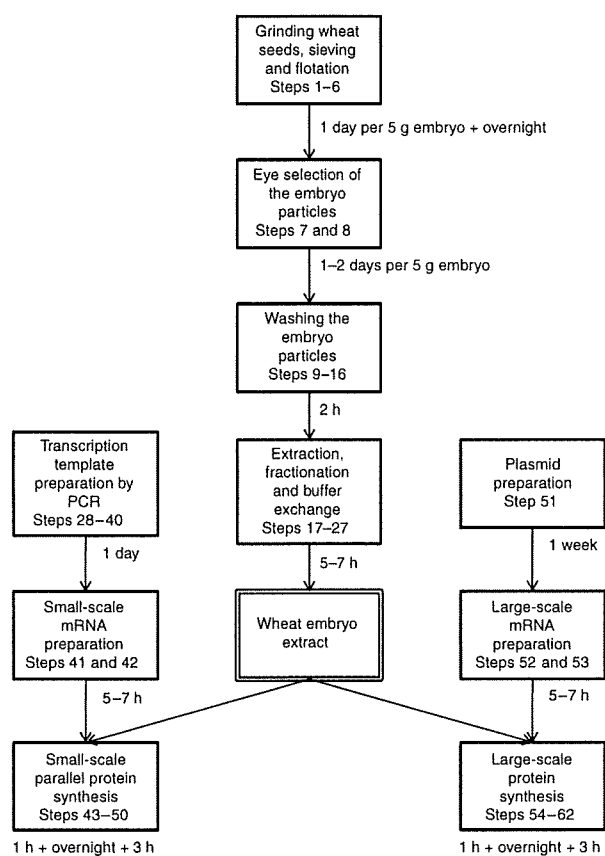 Grinding wheat
seeds, sieving
and flotation
Steps 1–6
1 day per 5 g embryo + overnight
Eye selection of
the embryo
particles
Steps 7 and 8
1–2 days per 5 g embryo
Washing the
embryo
particles
Steps 9–16
2 h
Transcription
template
preparation by
PCR
Steps 28–40
Extraction,
fractionation
and buffer
exchange
Steps 17–27
Plasmid
preparation
Step 51
1 day
5–7 h
1 week
Small-scale
mRNA
preparation
Steps 41 and 42
Wheat embryo
extract
Large-scale
mRNA
preparation
Steps 52 and 53
5–7 h
5–7 h
Small-scale
parallel protein
synthesis
Steps 43–50
Large-scale
protein
synthesis
Steps 54–62
1 h + overnight + 3 h
1 h + overnight + 3 h